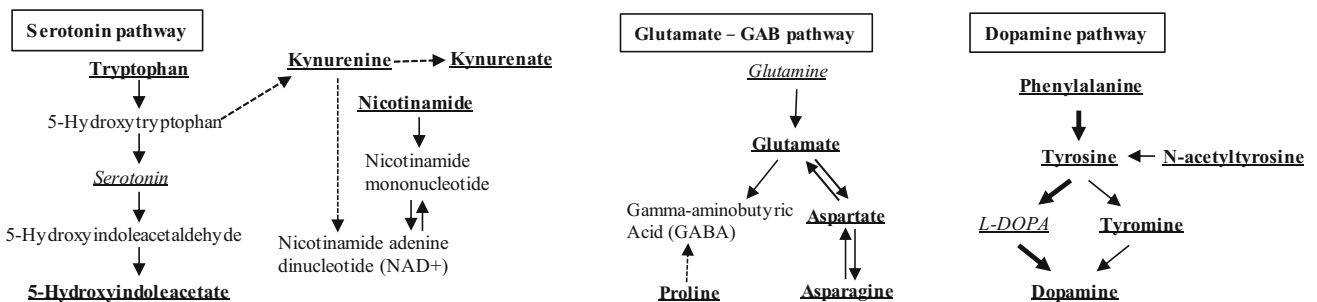 Serotonin pathway
Tryptophan
5-Hydroxytryptophan
Serotonin
5-Hydroxyindoleacetaldehyde
5-Hydroxyindoleacetate
Kynurenine
Kynurenate
Nicotinamide
Nicotinamide
mononucleotide
Nicotinamide adenine
dinucleotide (NAD+)
Glutamate – GAB pathway
Glutamine
Glutamate
Gamma-aminobutyric
Acid (GABA)
Aspartate
Proline
Asparagine
Dopamine pathway
Phenylalanine
Tyrosine
N-acetyltyrosine
L-DOPA
Tyromine
Dopamine